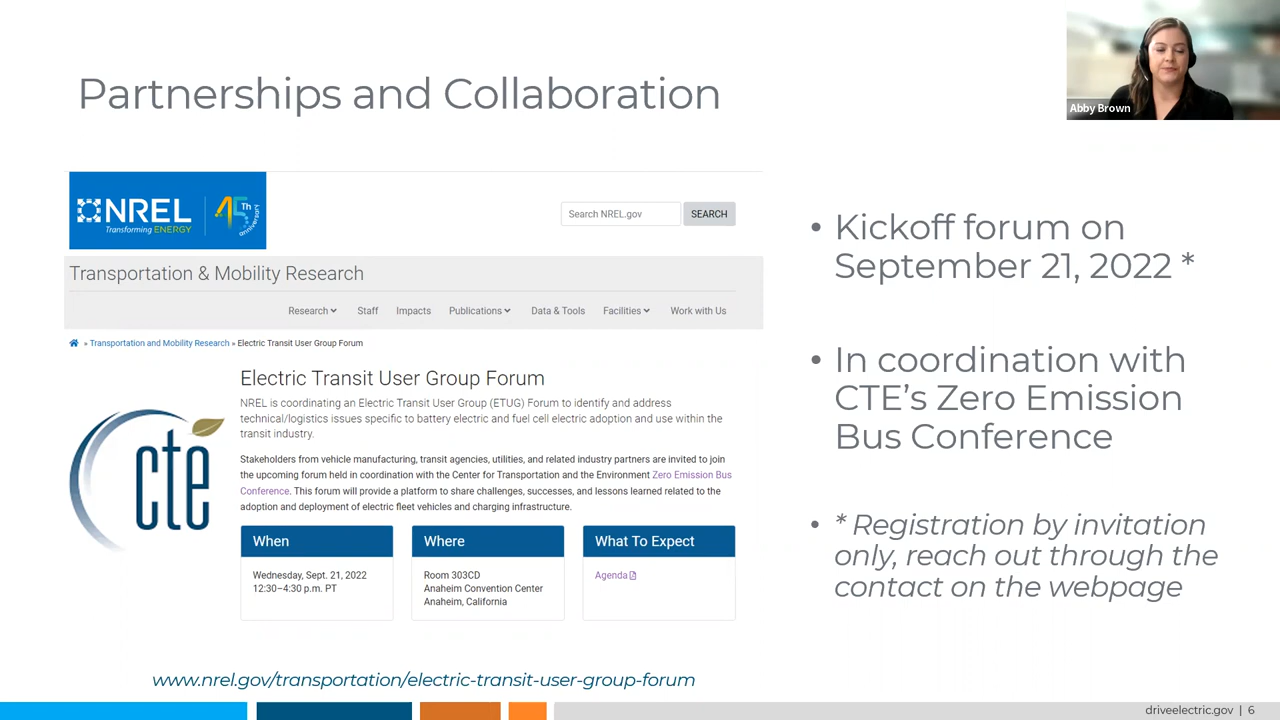 Partnerships and Collaboration
Abby Brown
NREL
Transforming ENERGY
45Th
anniversary
Search NREL.gov
SEARCH
Transportation & Mobility Research
Research Staff Impacts Publications Data & Tools Facilities Work with Us
» Transportation and Mobility Research » Electric Transit User Group Forum
cte
Electric Transit User Group Forum
NREL is coordinating an Electric Transit User Group (ETUG) Forum to identify and address
technical/logistics issues specific to battery electric and fuel cell electric adoption and use within the
transit industry.
Stakeholders from vehicle manufacturing, transit agencies, utilities, and related industry partners are invited to join
the upcoming forum held in coordination with the Center for Transportation and the Environment Zero Emission Bus
Conference. This forum will provide a platform to share challenges, successes, and lessons learned related to the
adoption and deployment of electric fleet vehicles and charging infrastructure.
When
Wednesday, Sept. 21, 2022
12:30–4:30 p.m. PT
Where
Room 303CD
Anaheim Convention Center
Anaheim, California
What To Expect
Agenda
www.nrel.gov/transportation/electric-transit-user-group-forum
• Kickoff forum on
September 21, 2022 *
• In coordination with
CTE’s Zero Emission
Bus Conference
• * Registration by invitation
only, reach out through the
contact on the webpage
driveelectric.gov | 6